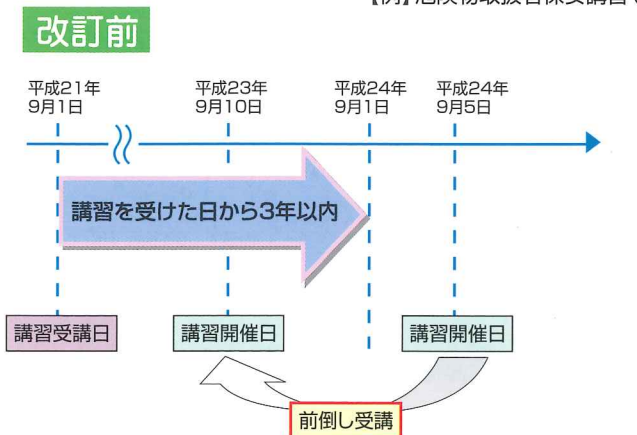 改訂前
平成21年
9月1日
平成23年
9月10日
平成24年
9月1日
平成24年
9月5日
講習を受けた日から3年以内
講習受講日
講習開催日
講習開催日
前倒し受講